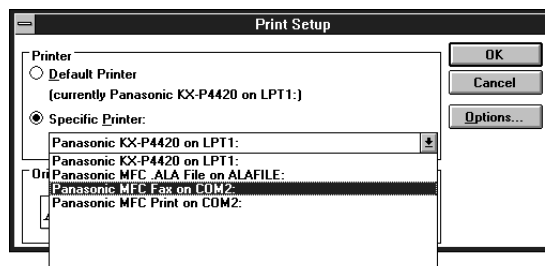 Print Setup
Printer
Default Printer
(currently Panasonic KX-P4420 on LPT1:)
Specific Printer:
Panasonic KX-P4420 on LPT1:
Panasonic KX-P4420 on LPT1:
Panasonic MFC .ALA File on ALAFILE:
Panasonic MFC Fax on COM2:
Panasonic MFC Print on COM2:
OK
Cancel
Options...